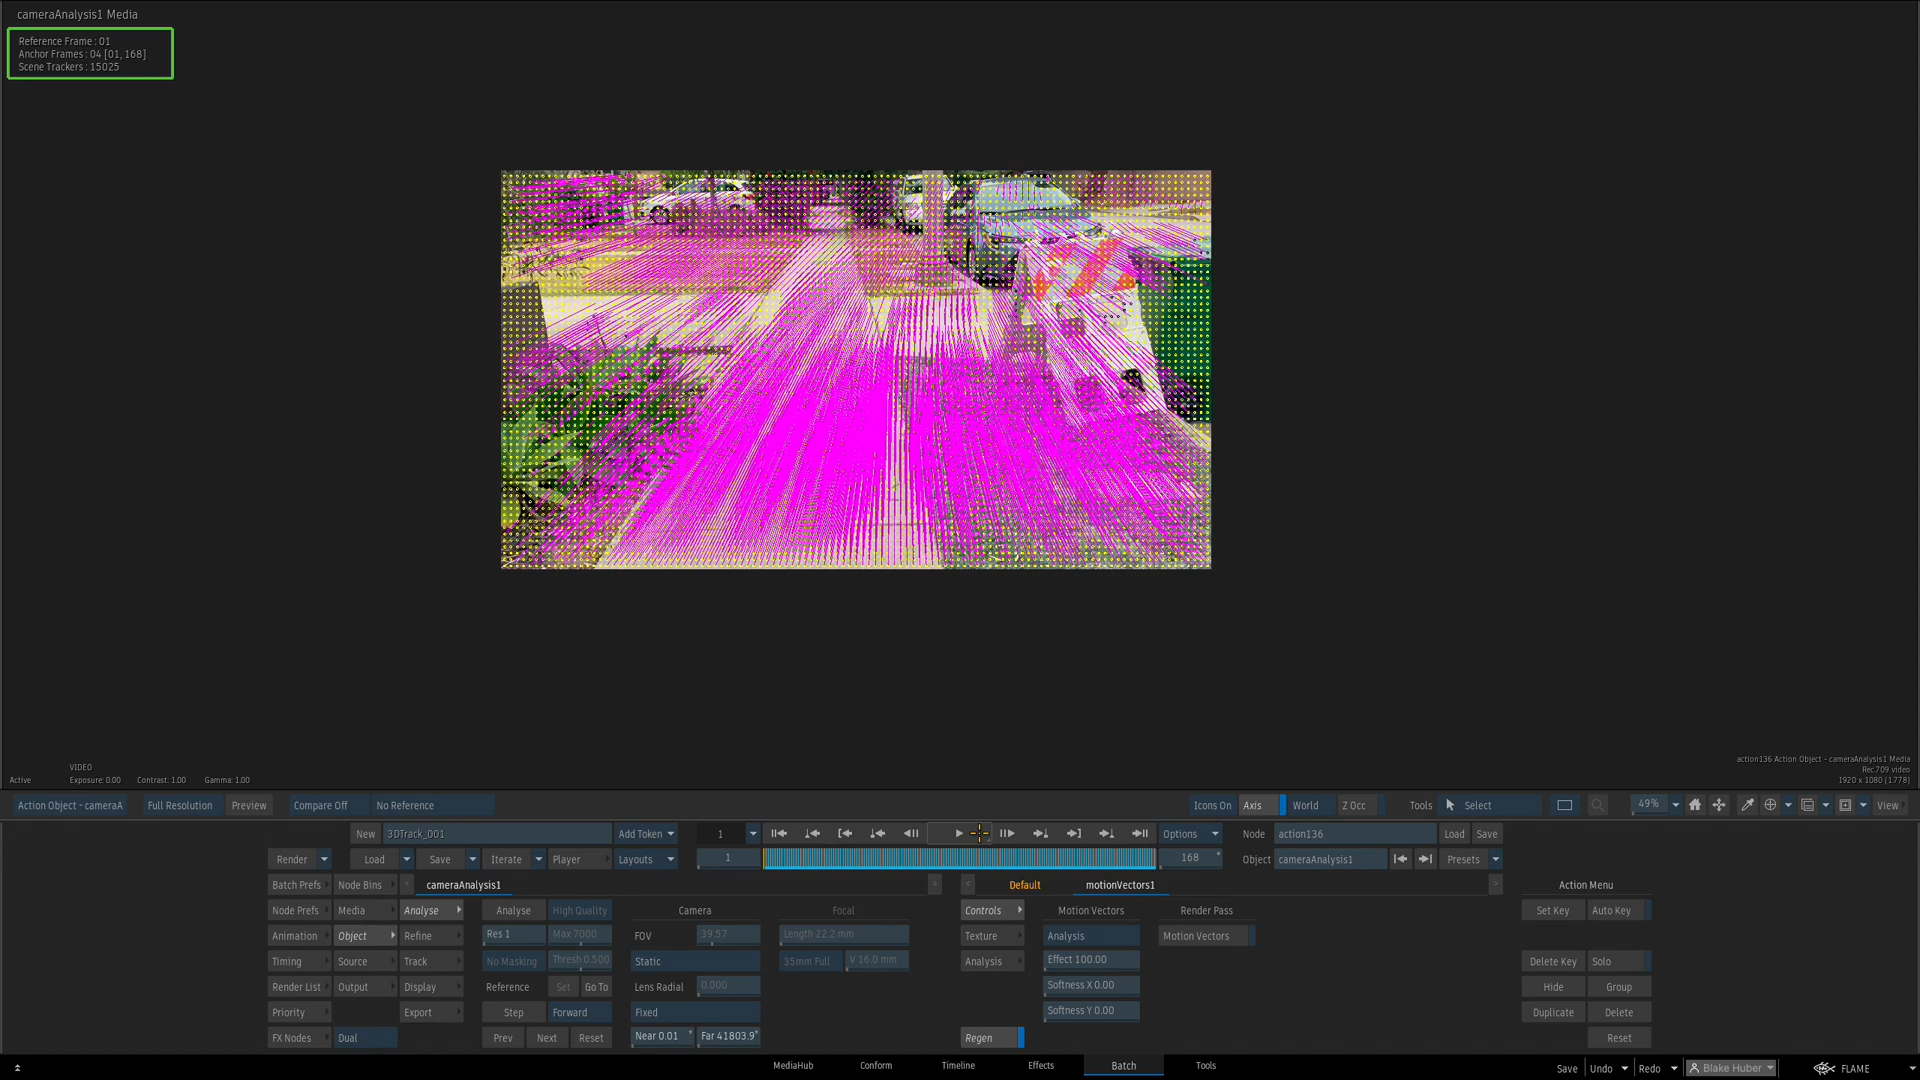 cameraAnalysis1 Media
Reference Frame : 01
Anchor Frames : 04 [01, 168]
Scene Trackers : 15025
VIDEO
Active Exposure: 0.00 Contrast: 1.00 Gamma: 1.00
action136 Action Object - cameraAnalysis1 Media
Rec709 video
1920 x 1080 (1.778)
Action Object - cameraA Full Resolution Preview Compare Off No Reference Icons On Axis World Z Occ Tools Select 49% View
New 3DTrack_001 Add Token 1 Options Node action136 Load Save
Render Load Save Iterate Player Layouts 1 168 Object cameraAnalysis1 Presets
Batch Prefs Node Bins cameraAnalysis1 Default motionVectors1 Action Menu
Node Prefs Media Analyse Analyse High Quality Camera Focal Controls Motion Vectors Render Pass Set Key Auto Key
Animation Object Refine Res 1 Max 7000 FOV 39.57 Length 22.2 mm Texture Analysis Motion Vectors
Timing Source Track No Masking Thresh 0.500 Static 35mm Full V 16.0 mm Analysis Effect 100.00 Delete Key Solo
Render List Output Display Reference Set Go To Lens Radial 0.000 Softness X 0.00 Hide Group
Priority Export Step Forward Fixed Softness Y 0.00 Duplicate Delete
FX Nodes Dual Prev Next Reset Near 0.01 Far 41803.9 Regen Reset
MediaHub Conform Timeline Effects Batch Tools Save Undo Redo Blake Huber FLAME